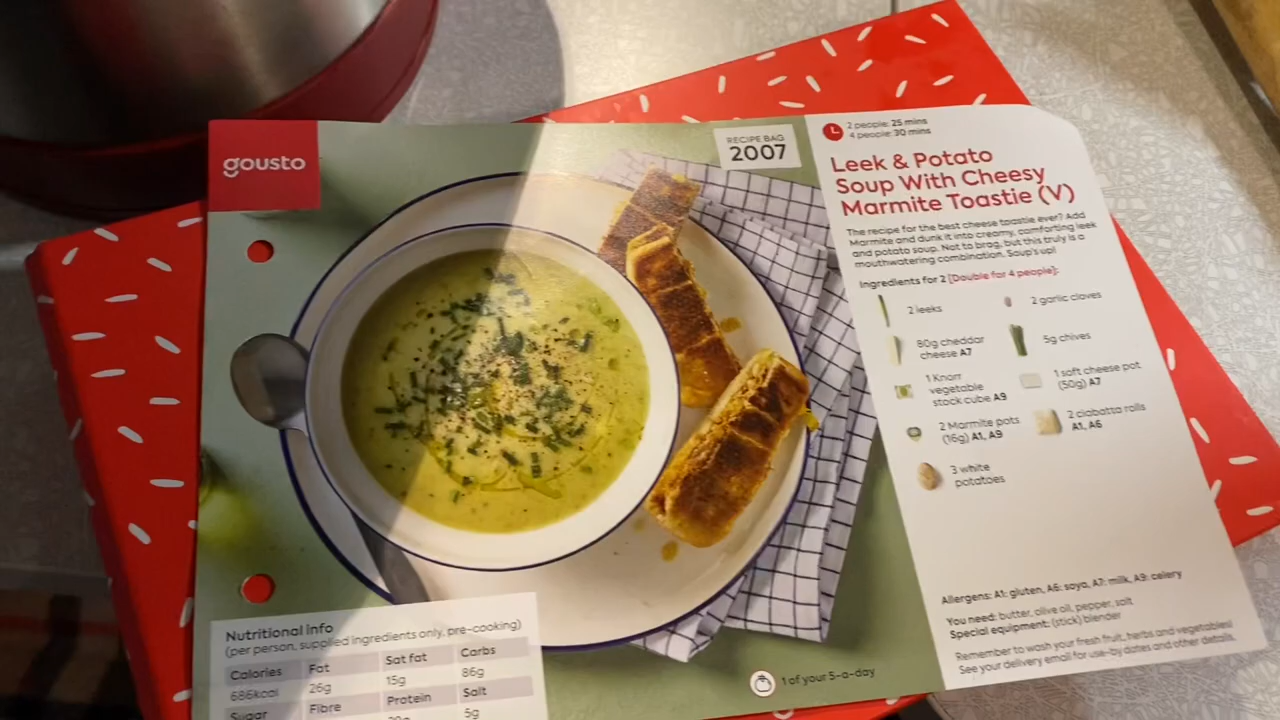 gousto
RECIPE BAG
2007
2 people: 25 mins
4 people: 30 mins
Leek & Potato
Soup With Cheesy
Marmite Toastie (V)
The recipe for the best cheese toastie ever? Add
Marmite and dunk it into creamy, comforting leek
and potato soup. Not to brag, but this truly is a
mouthwatering combination. Soup's up!
Ingredients for 2 [Double for 4 people]:
2 leeks
2 garlic cloves
80g cheddar
cheese A7
5g chives
1 Knorr
vegetable
stock cube A9
1 soft cheese pot
(50g) A7
2 Marmite pots
(16g) A1, A9
2 ciabatta rolls
A1, A6
3 white
potatoes
Allergens: A1: gluten, A6: soya, A7: milk, A9: celery
You need: butter, olive oil, pepper, salt
Special equipment: (stick) blender
Remember to wash your fresh fruit, herbs and vegetables!
See your delivery email for use-by dates and other details.
1 of your 5-a-day
Nutritional info
(per person, supplied ingredients only, pre-cooking)
Calories Fat Sat fat Carbs
686kcal 26g 15g 86g
Sugar Fibre Protein Salt
5g